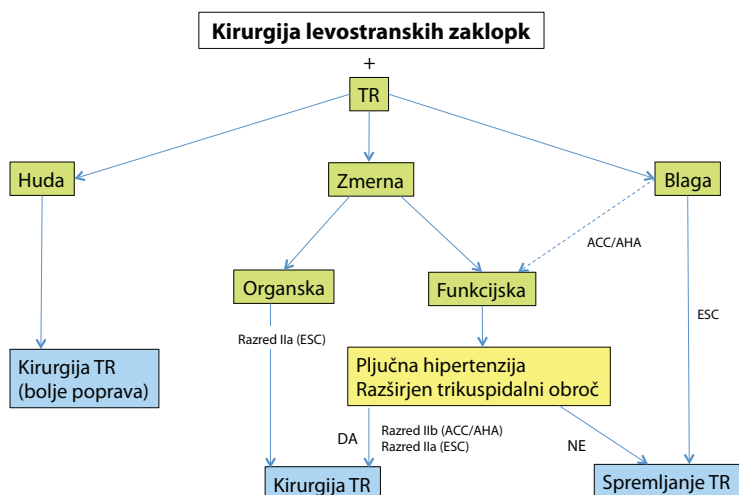 Kirurgija levostranskih zaklopk
+
TR
Huda
Zmerna
Blaga
ACC/AHA
Organska
Funkcijska
ESC
Razred IIa (ESC)
Kirurgija TR
(bolje poprava)
Pljučna hipertenzija
Razširjen trikuspidalni obroč
DA
Razred IIb (ACC/AHA)
Razred IIa (ESC)
NE
Kirurgija TR
Spremljanje TR